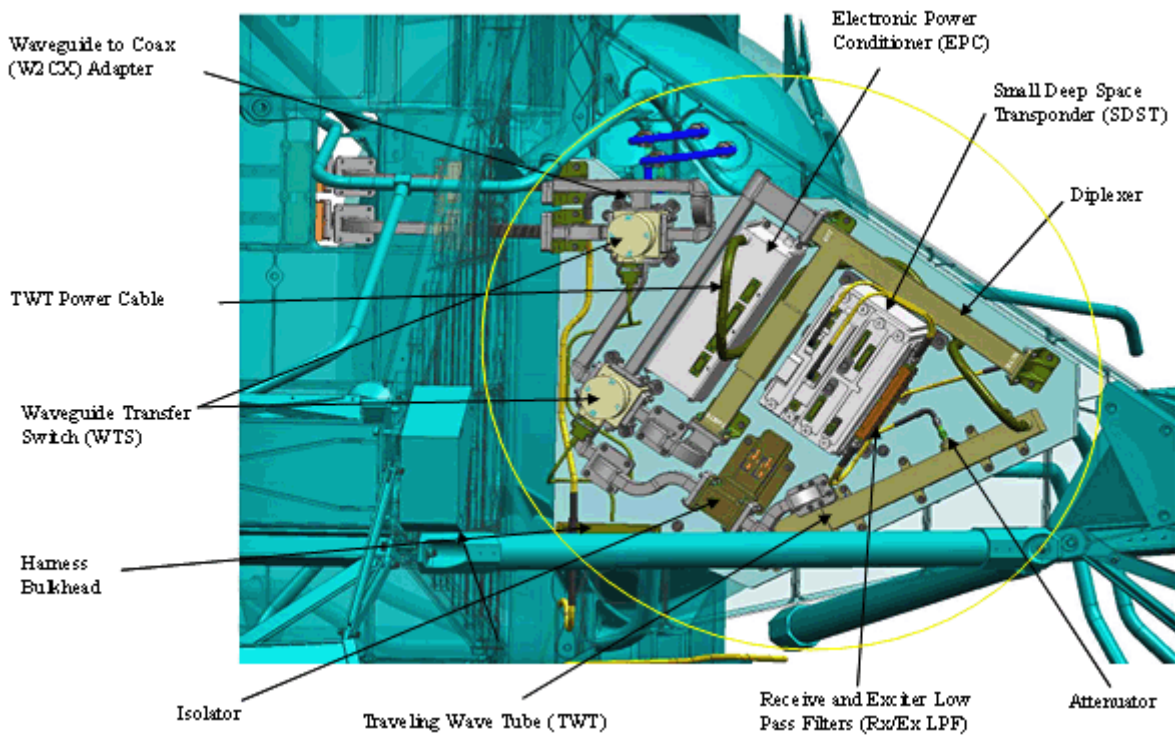 Electronic Power
Conditioner (EPC)
Waveguide to Coax
(W2CX) Adapter
Small Deep Space
Transponder (SDST)
Diplexer
TWT Power Cable
Waveguide Transfer
Switch (WTS)
Harness
Bulkhead
Isolator
Traveling Wave Tube (TWT)
Receive and Exciter Low
Pass Filters (Rx/Ex LPF)
Attenuator